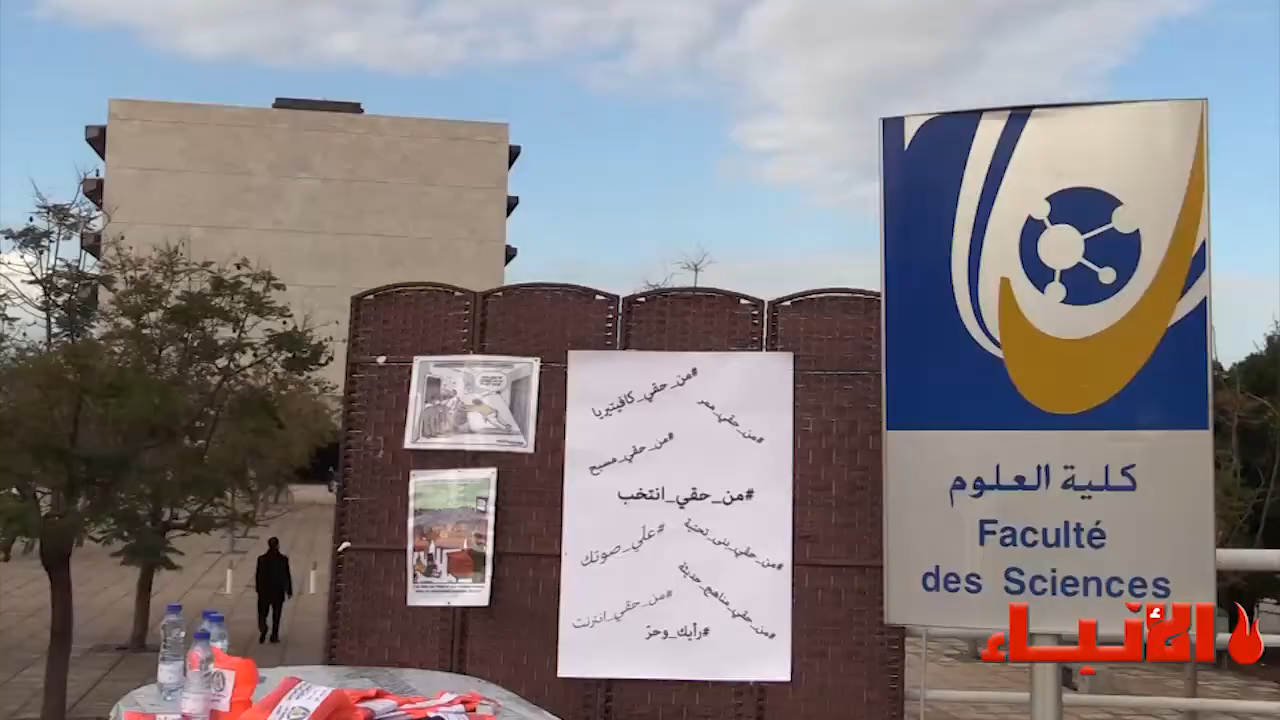 #من_حقي_كافيتيريا
#من_حقي_ممر
#من_حقي_مسبح
#من_حقي_انتخب
#من_حقي_بنى_تحتية
#علي_صوتك
#من_حقي_مناهج_حديثة
#من_حقي_انترنت
#رأيك_وحرّ
كلية العلوم
Faculté
des Sciences
الأنباء